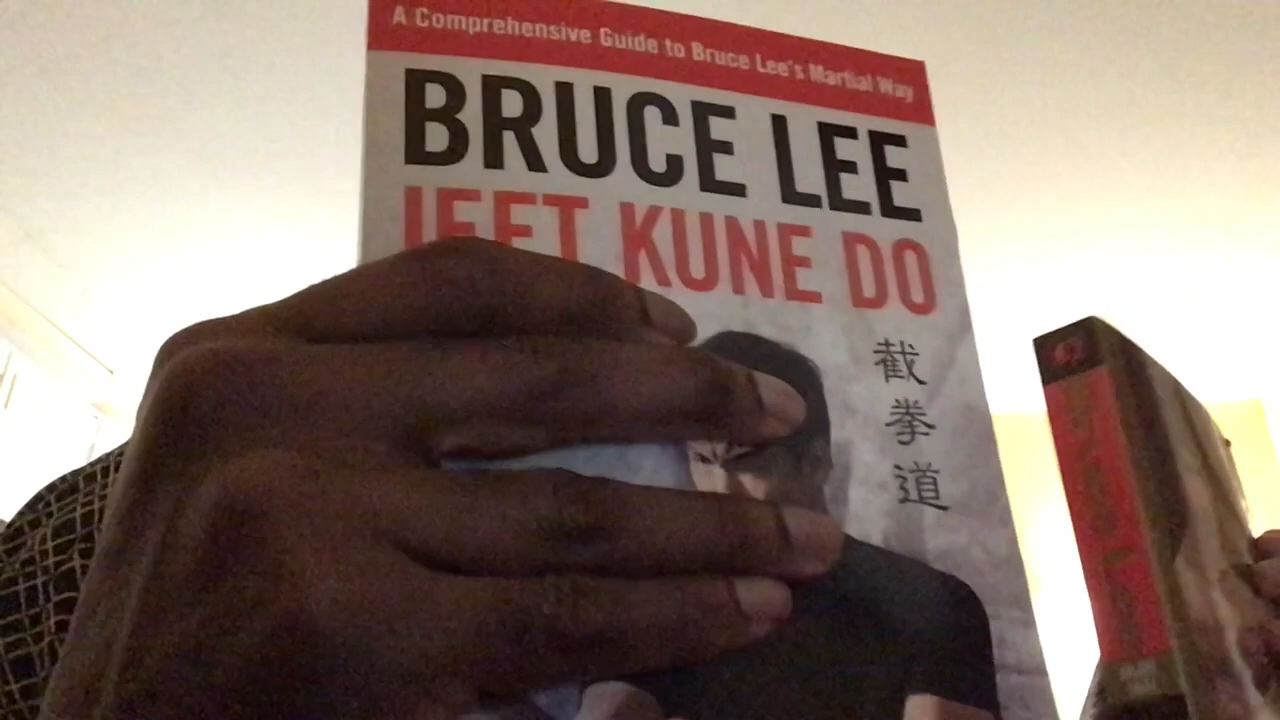 A Comprehensive Guide to Bruce Lee's Martial Way
BRUCE LEE
JEET KUNE DO
截
拳
道